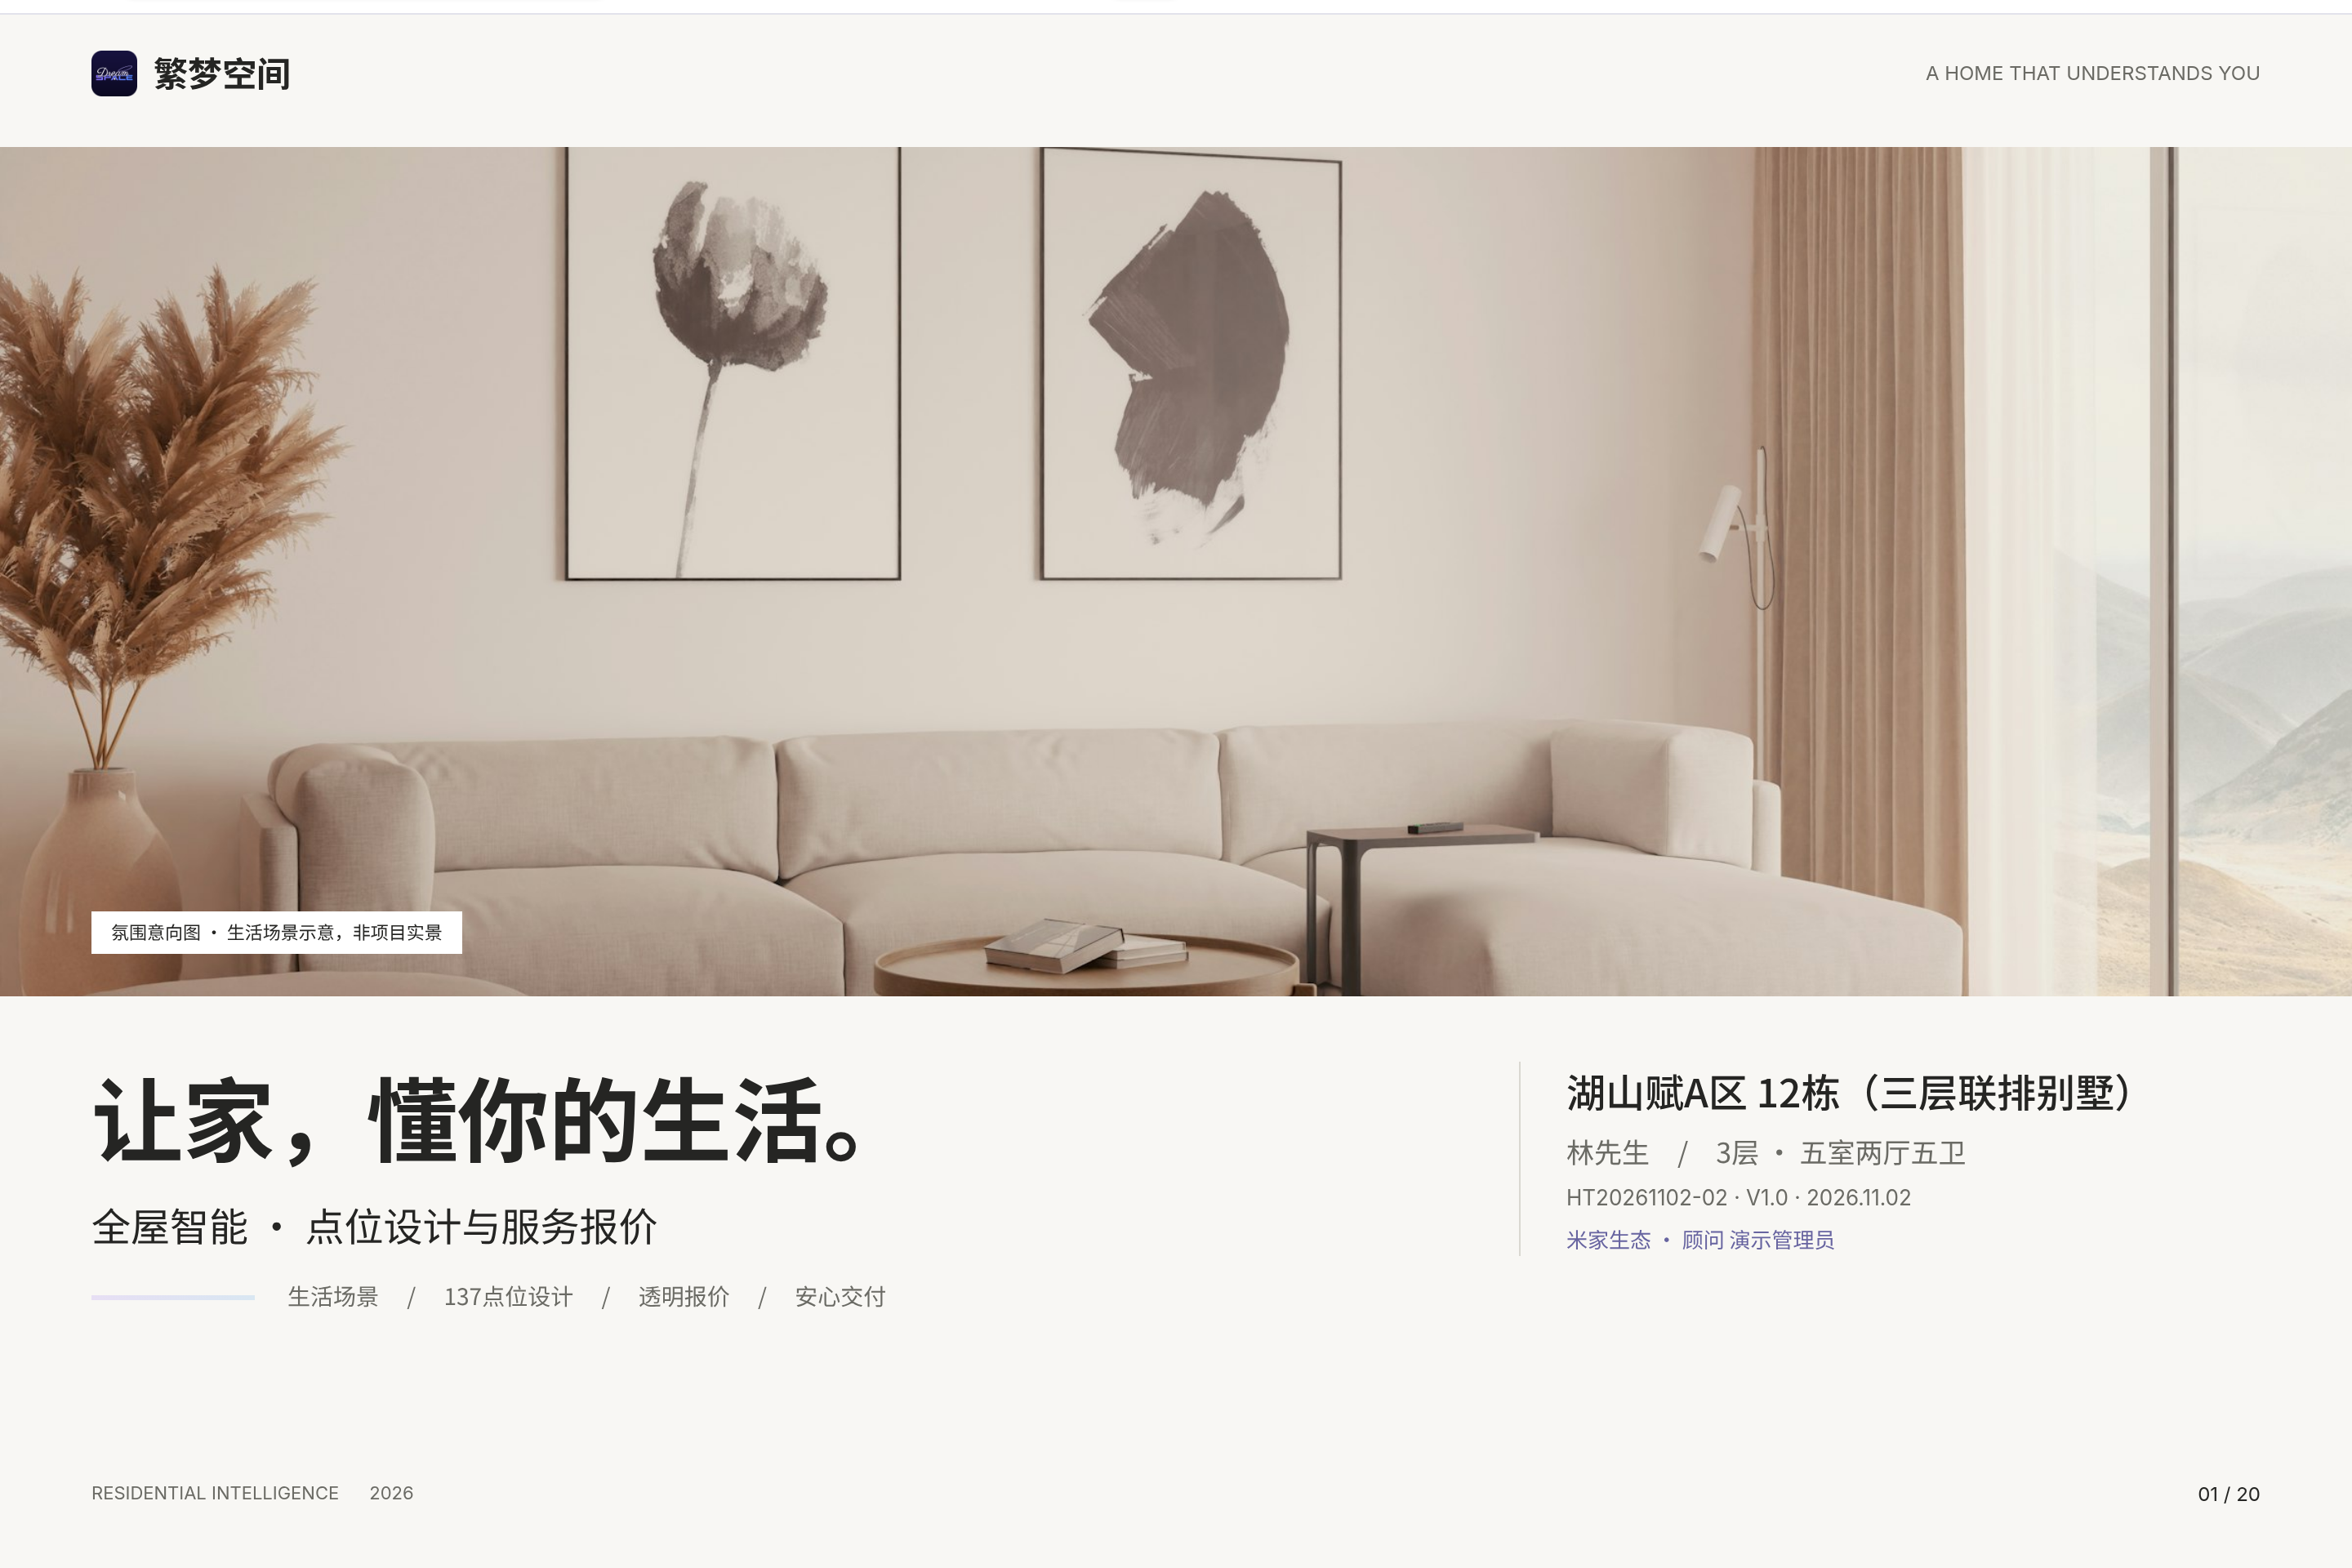 Dream
SPACE
繁梦空间
A HOME THAT UNDERSTANDS YOU
氛围意向图 · 生活场景示意，非项目实景
让家，懂你的生活。
全屋智能 · 点位设计与服务报价
生活场景 / 137点位设计 / 透明报价 / 安心交付
湖山赋A区 12栋（三层联排别墅）
林先生 / 3层 · 五室两厅五卫
HT20261102-02 · V1.0 · 2026.11.02
米家生态 · 顾问 演示管理员
RESIDENTIAL INTELLIGENCE 2026
01 / 20